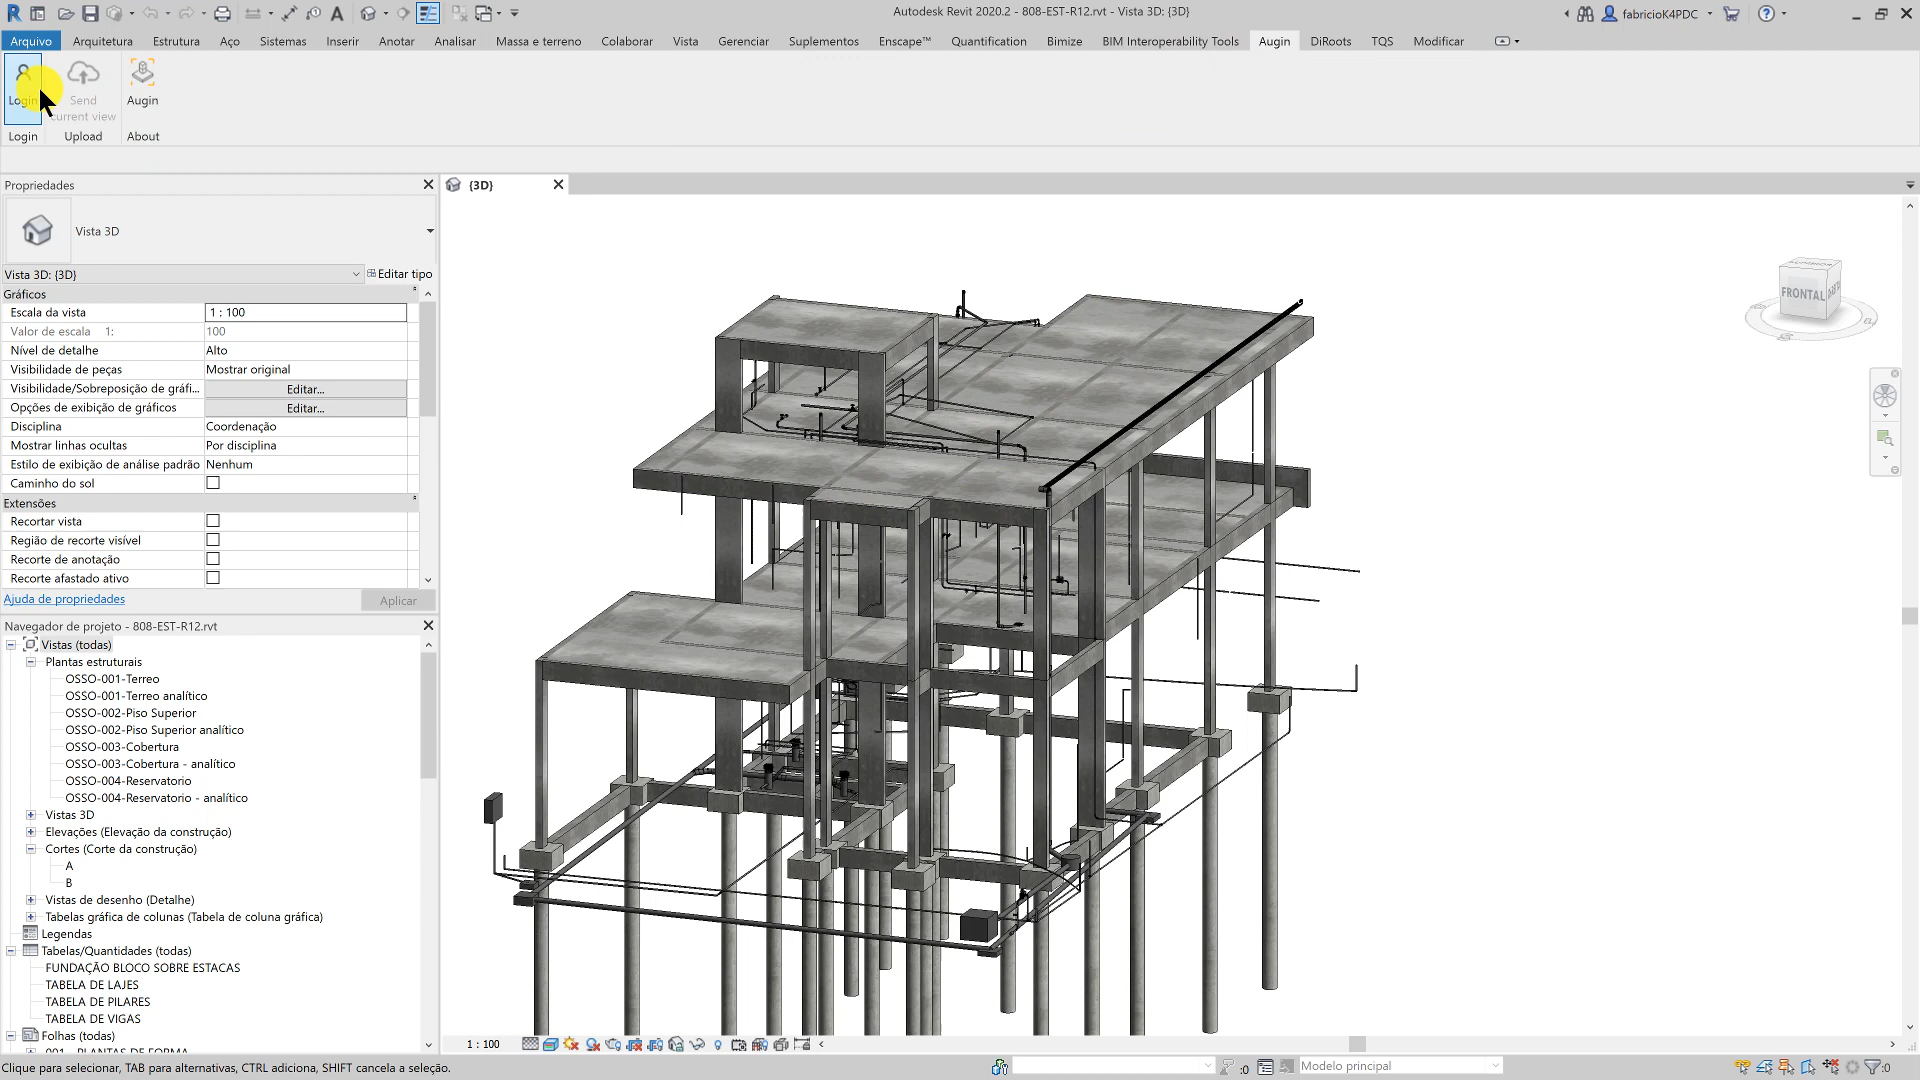 Autodesk Revit 2020.2 - 808-EST-R12.rvt - Vista 3D: {3D}
fabricioK4PDC
Arquivo Arquitetura Estrutura Aço Sistemas Inserir Anotar Analisar Massa e terreno Colaborar Vista Gerenciar Suplementos Enscape™ Quantification Bimize BIM Interoperability Tools Augin DiRoots TQS Modificar
Login Send Augin
current view
Login Upload About
Propriedades
{3D}
Vista 3D
Vista 3D: {3D} Editar tipo
Gráficos
Escala da vista 1 : 100
Valor de escala 1: 100
Nível de detalhe Alto
Visibilidade de peças Mostrar original
Visibilidade/Sobreposição de gráfi... Editar...
Opções de exibição de gráficos Editar...
Disciplina Coordenação
Mostrar linhas ocultas Por disciplina
Estilo de exibição de análise padrão Nenhum
Caminho do sol
Extensões
Recortar vista
Região de recorte visível
Recorte de anotação
Recorte afastado ativo
Ajuda de propriedades Aplicar
FRONTAL
Navegador de projeto - 808-EST-R12.rvt
Vistas (todas)
Plantas estruturais
OSSO-001-Terreo
OSSO-001-Terreo analítico
OSSO-002-Piso Superior
OSSO-002-Piso Superior analítico
OSSO-003-Cobertura
OSSO-003-Cobertura - analítico
OSSO-004-Reservatorio
OSSO-004-Reservatorio - analítico
Vistas 3D
Elevações (Elevação da construção)
Cortes (Corte da construção)
A
B
Vistas de desenho (Detalhe)
Tabelas gráfica de colunas (Tabela de coluna gráfica)
Legendas
Tabelas/Quantidades (todas)
FUNDAÇÃO BLOCO SOBRE ESTACAS
TABELA DE LAJES
TABELA DE PILARES
TABELA DE VIGAS
Folhas (todas)
001 - PLANTAS DE FORMA
1 : 100
Clique para selecionar, TAB para alternativas, CTRL adiciona, SHIFT cancela a seleção.
:0
Modelo principal
:0